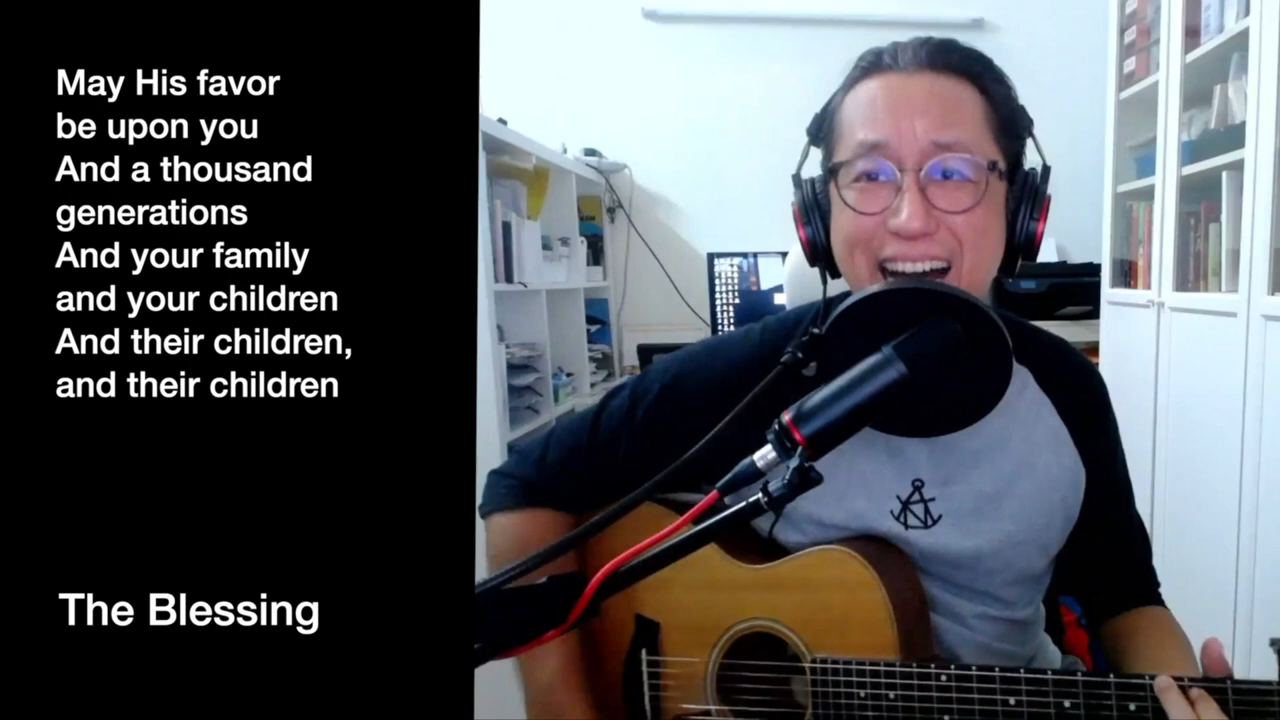 May His favor
be upon you
And a thousand
generations
And your family
and your children
And their children,
and their children
The Blessing